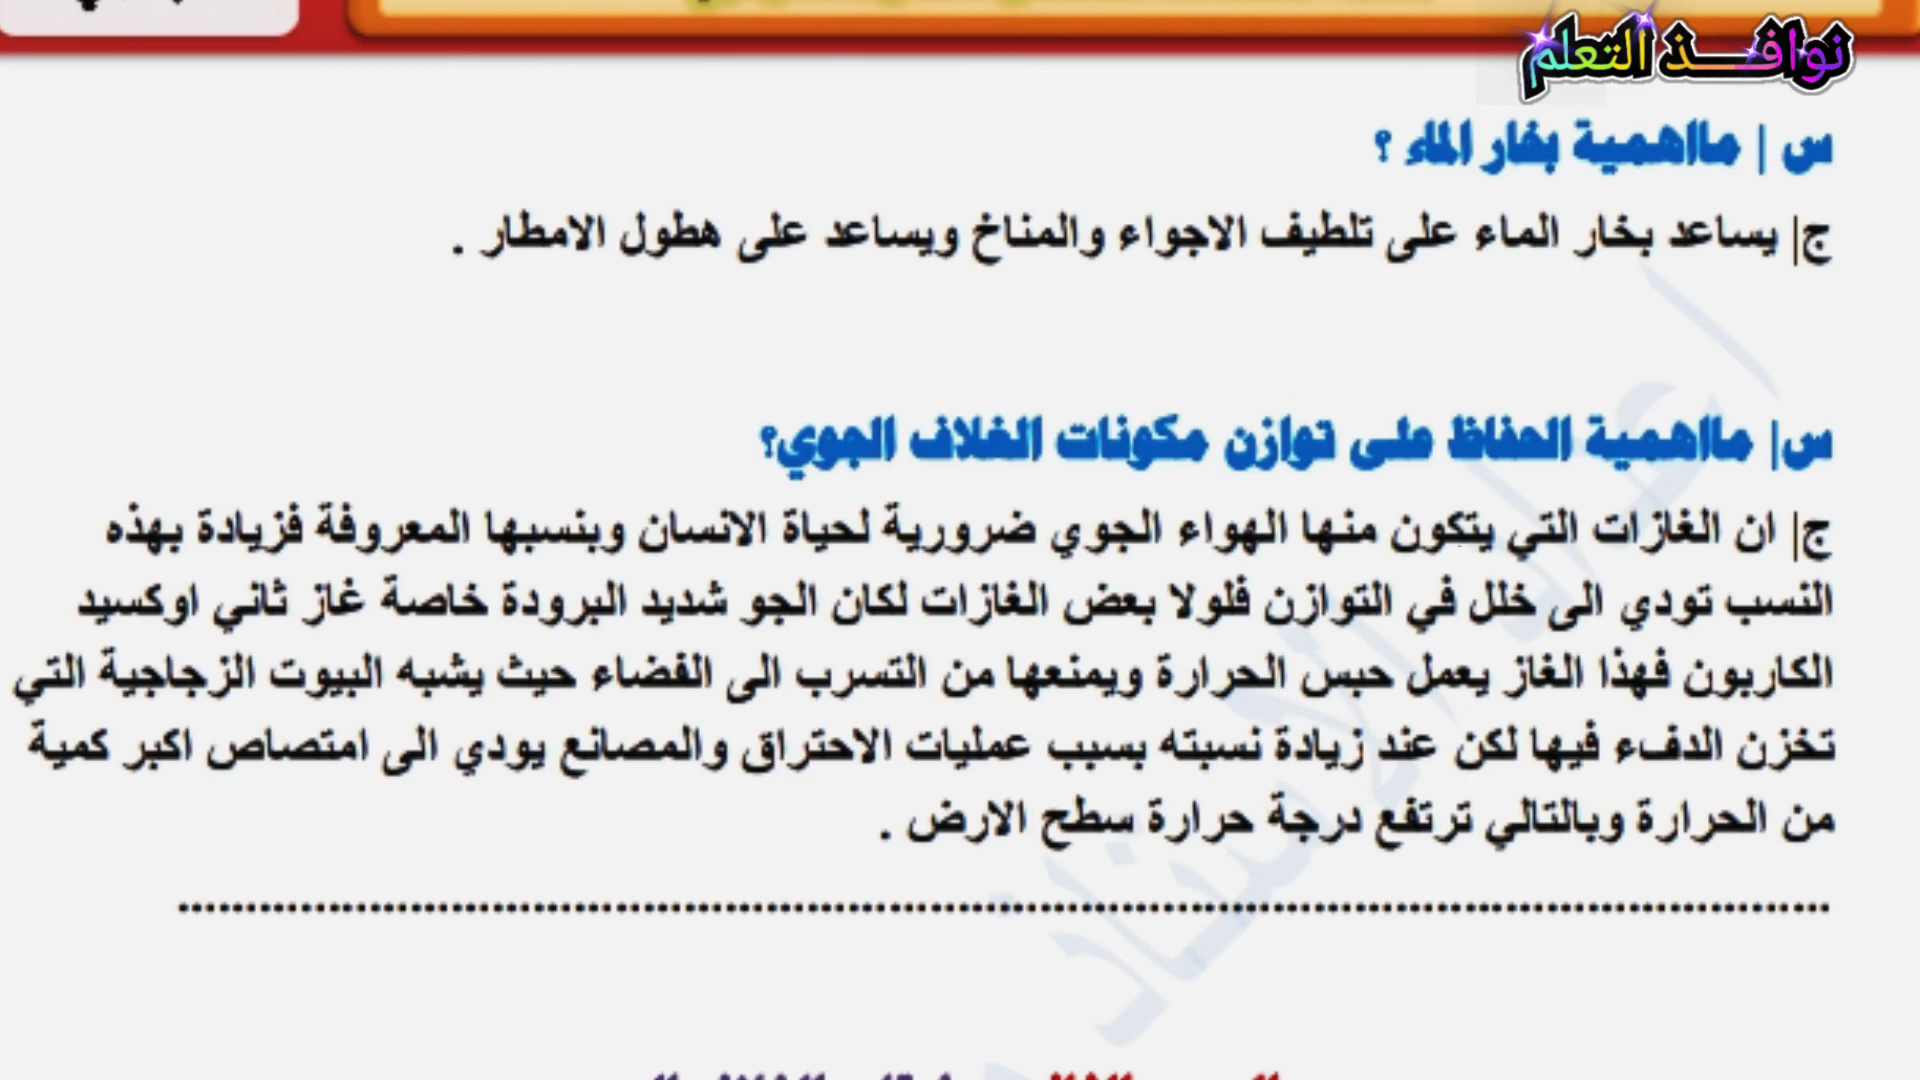 نوافـــذ التعلم
س | مااهمية بخار الماء ؟
ج| يساعد بخار الماء على تلطيف الاجواء والمناخ ويساعد على هطول الامطار .
س| مااهمية الحفاظ على توازن مكونات الغلاف الجوي؟
ج| ان الغازات التي يتكون منها الهواء الجوي ضرورية لحياة الانسان وبنسبها المعروفة فزيادة بهذه
النسب تودي الى خلل في التوازن فلولا بعض الغازات لكان الجو شديد البرودة خاصة غاز ثاني اوكسيد
الكاربون فهذا الغاز يعمل حبس الحرارة ويمنعها من التسرب الى الفضاء حيث يشبه البيوت الزجاجية التي
تخزن الدفء فيها لكن عند زيادة نسبته بسبب عمليات الاحتراق والمصانع يودي الى امتصاص اكبر كمية
من الحرارة وبالتالي ترتفع درجة حرارة سطح الارض .